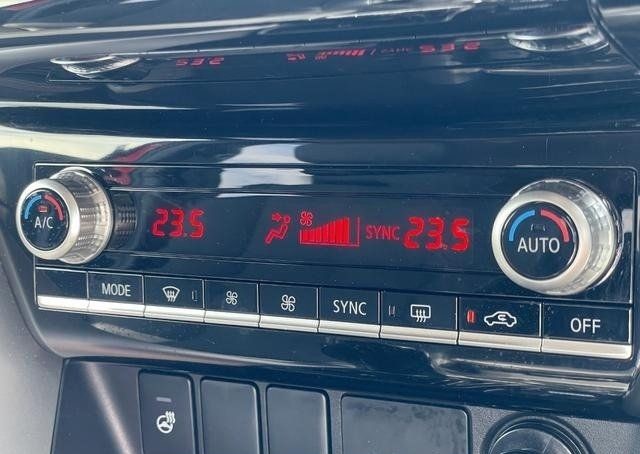 A/C
23.5
SYNC 23.5
AUTO
MODE
SYNC
OFF